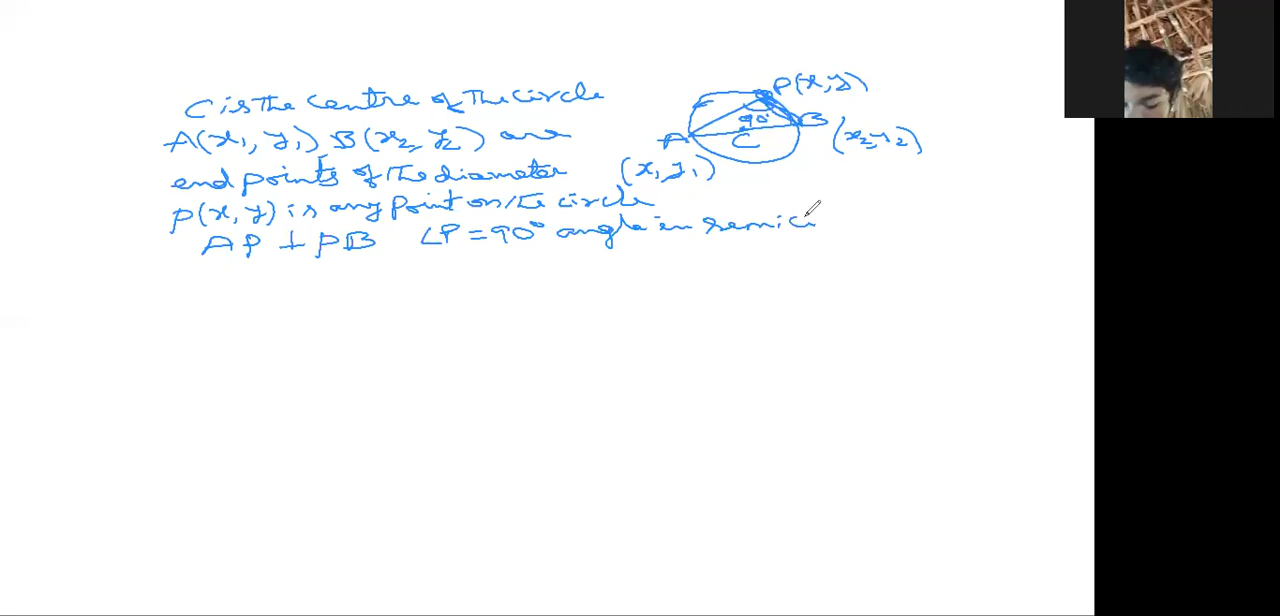 C is the centre of the circle
A(x₁, y₁) B(x₂, y₂) are
end points of the diameter
P(x, y) is any point on the circle
AP ⊥ PB ∠P = 90° angle in semici
P(x, y)
90°
A
B
C
(x₁, y₁)
(x₂, y₂)